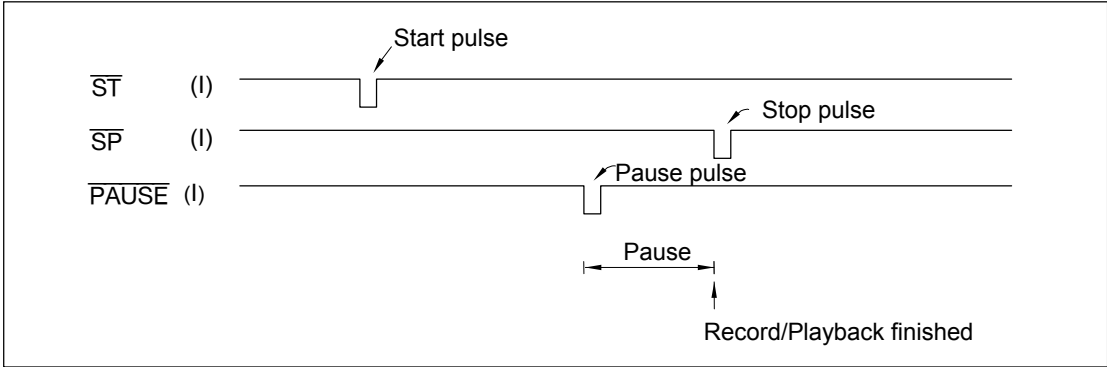 Start pulse
ST (I)
Stop pulse
SP (I)
Pause pulse
PAUSE (I)
Pause
Record/Playback finished